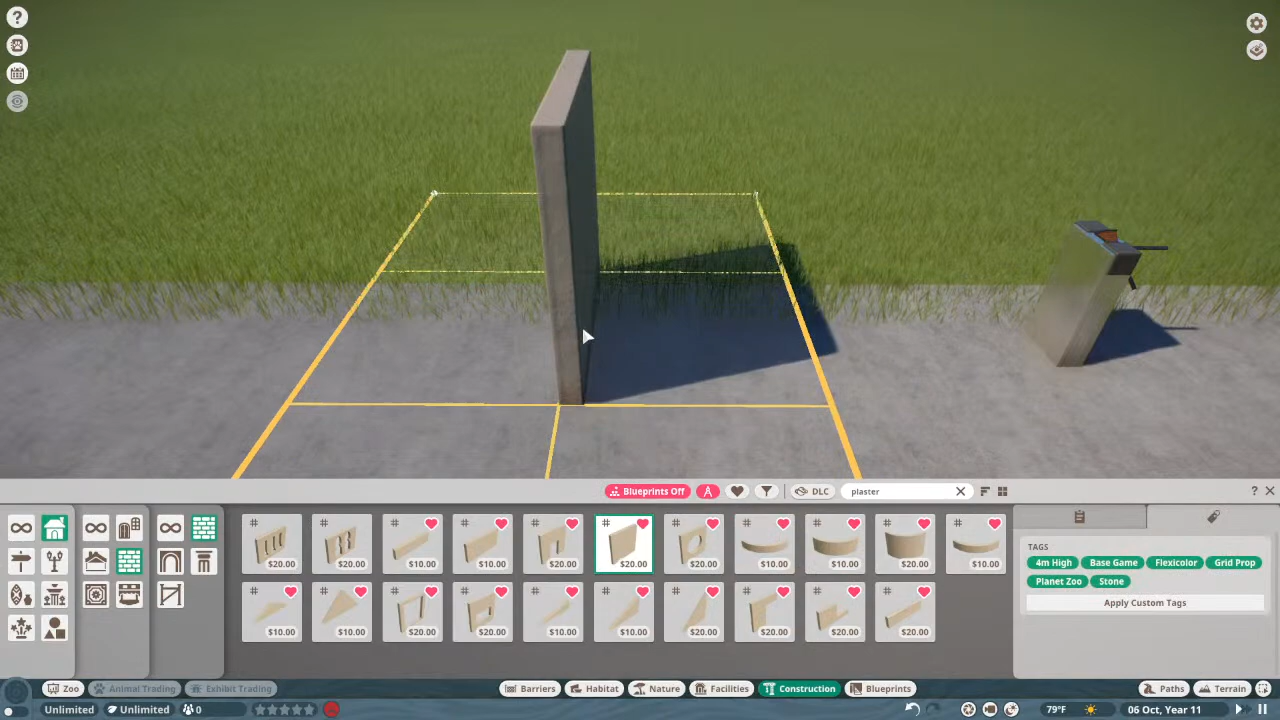 ?
Blueprints Off
DLC
plaster
? X
# $20.00
# $20.00
# $10.00
# $10.00
# $20.00
# $20.00
# $20.00
# $10.00
# $10.00
# $20.00
# $10.00
# $10.00
# $10.00
# $20.00
# $20.00
# $10.00
# $10.00
# $20.00
# $20.00
# $20.00
# $20.00
TAGS
4m High Base Game Flexicolor Grid Prop
Planet Zoo Stone
Apply Custom Tags
Zoo Animal Trading Exhibit Trading Barriers Habitat Nature Facilities Construction Blueprints Paths Terrain
Unlimited Unlimited 0 79°F 06 Oct, Year 11